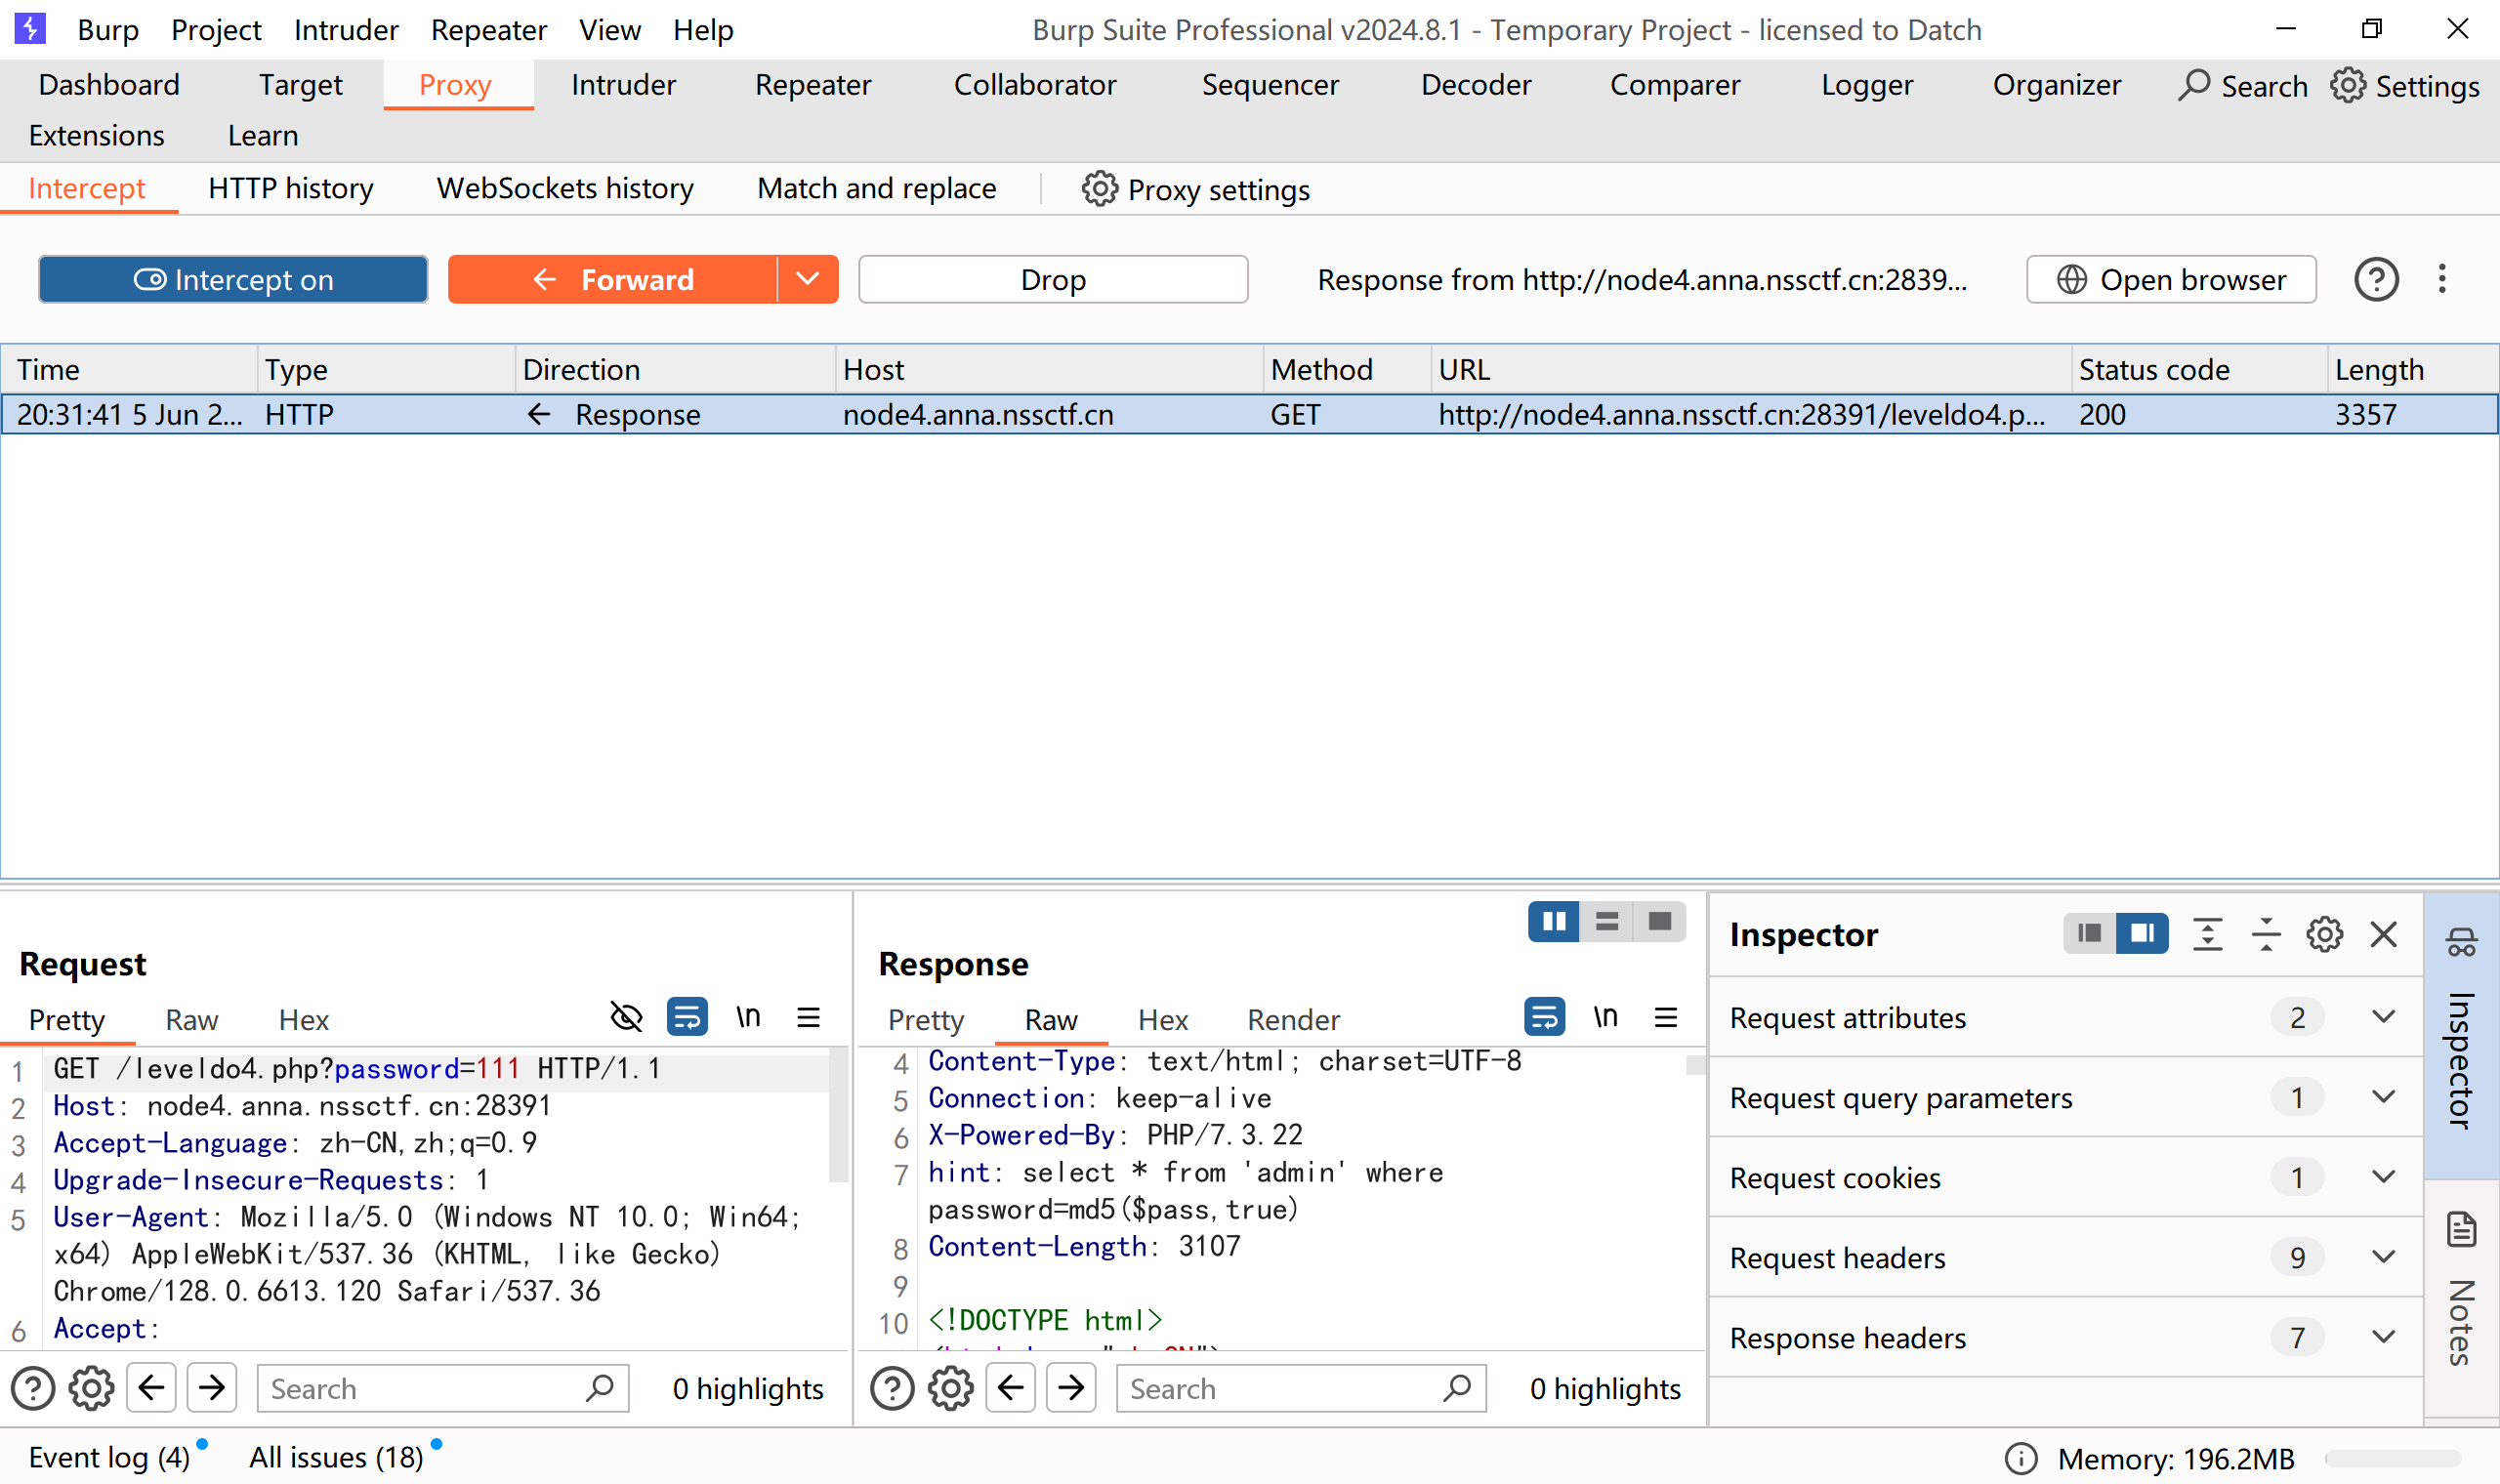 Burp Project Intruder Repeater View Help Burp Suite Professional v2024.8.1 - Temporary Project - licensed to Datch
Dashboard Target Proxy Intruder Repeater Collaborator Sequencer Decoder Comparer Logger Organizer Search Settings
Extensions Learn
Intercept HTTP history WebSockets history Match and replace Proxy settings
Intercept on Forward Drop Response from http://node4.anna.nssctf.cn:2839... Open browser
Time Type Direction Host Method URL Status code Length
20:31:41 5 Jun 2... HTTP Response node4.anna.nssctf.cn GET http://node4.anna.nssctf.cn:28391/leveldo4.p... 200 3357
Request
Pretty Raw Hex \n
1 GET /leveldo4.php?password=111 HTTP/1.1
2 Host: node4.anna.nssctf.cn:28391
3 Accept-Language: zh-CN,zh;q=0.9
4 Upgrade-Insecure-Requests: 1
5 User-Agent: Mozilla/5.0 (Windows NT 10.0; Win64;
x64) AppleWebKit/537.36 (KHTML, like Gecko)
Chrome/128.0.6613.120 Safari/537.36
6 Accept:
Search 0 highlights
Response
Pretty Raw Hex Render \n
4 Content-Type: text/html; charset=UTF-8
5 Connection: keep-alive
6 X-Powered-By: PHP/7.3.22
7 hint: select * from 'admin' where
password=md5($pass,true)
8 Content-Length: 3107
9
10 <!DOCTYPE html>
Search 0 highlights
Inspector
Request attributes 2
Request query parameters 1
Request cookies 1
Request headers 9
Response headers 7
Inspector
Notes
Event log (4) All issues (18) Memory: 196.2MB